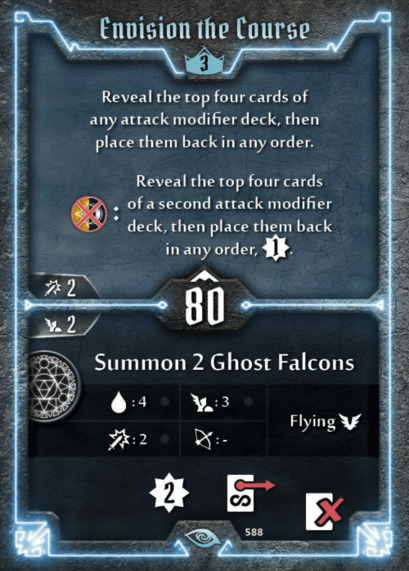 Envision the Course
3
Reveal the top four cards of
any attack modifier deck, then
place them back in any order.
Reveal the top four cards
: of a second attack modifier
deck, then place them back
in any order, 1.
2
80
2
Summon 2 Ghost Falcons
: 4
: 3
Flying
: 2
: -
2
588